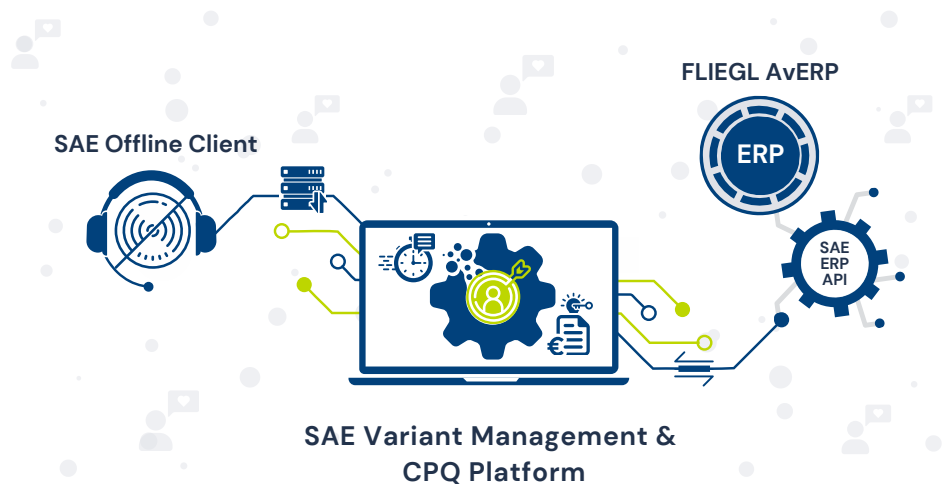 FLIEGL AvERP
SAE Offline Client
ERP
SAE
ERP
API
€
SAE Variant Management &
CPQ Platform